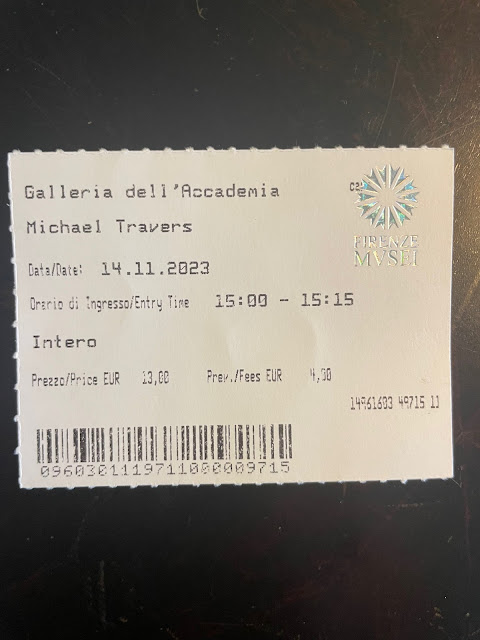 Galleria dell'Accademia
Michael Travers
FIRENZE
MVSEI
Data/Date: 14.11.2023
Orario di Ingresso/Entry Time 15:00 - 15:15
Intero
Prezzo/Price EUR 13,00 Prev./Fees EUR 4,00
14961603 49715 11
0960301119711000009715